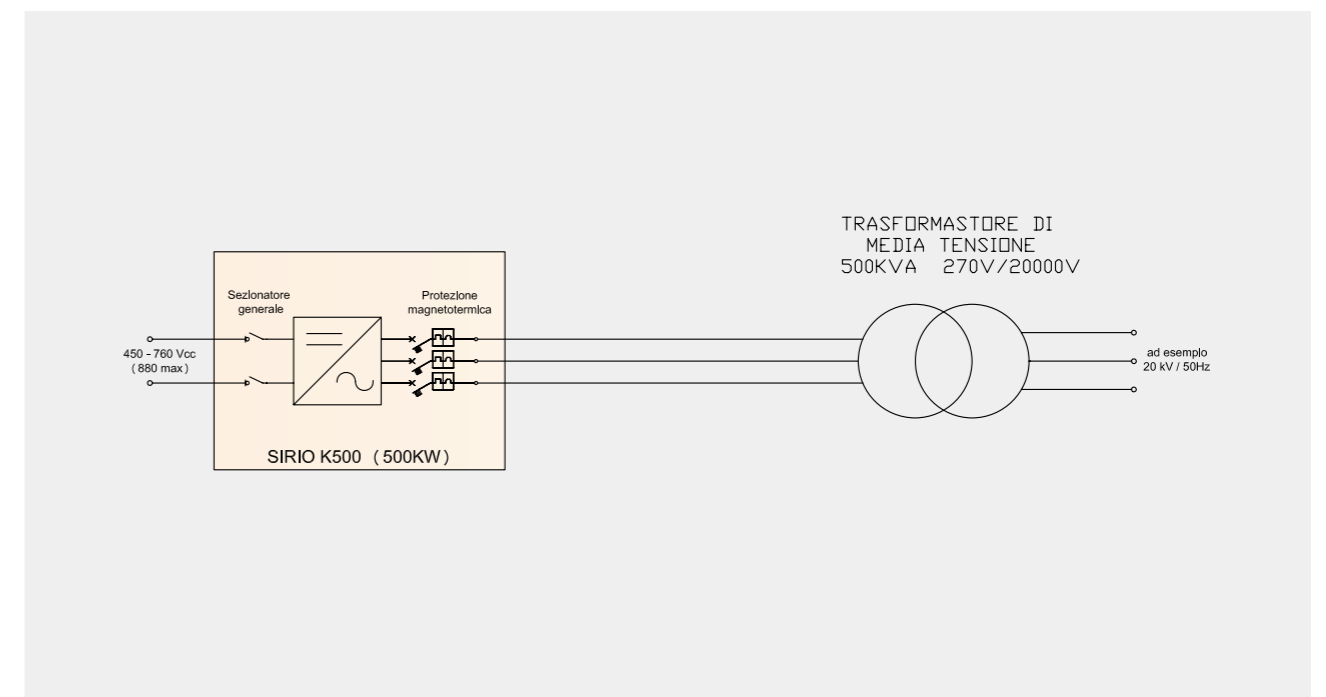 TRASFORMASTORE DI
MEDIA TENSIONE
500KVA 270V/20000V
Sezionatore
generale
Protezione
magnetotermica
450 - 760 Vcc
( 880 max )
ad esempio
20 kV / 50Hz
SIRIO K500 ( 500KW )